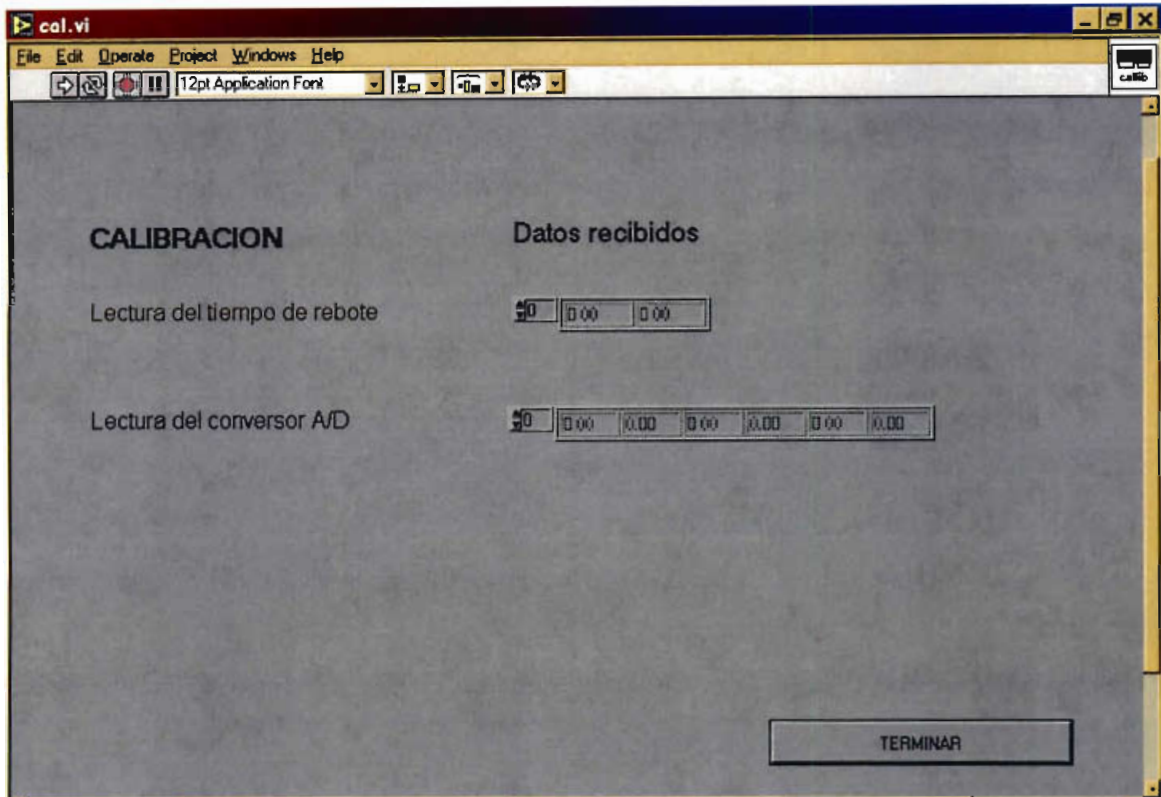 cal.vi
File Edit Operate Project Windows Help
12pt Application Font
calib
CALIBRACION
Datos recibidos
Lectura del tiempo de rebote
0 0.00 0.00
Lectura del conversor A/D
0 0.00 0.00 0.00 0.00 0.00 0.00
TERMINAR